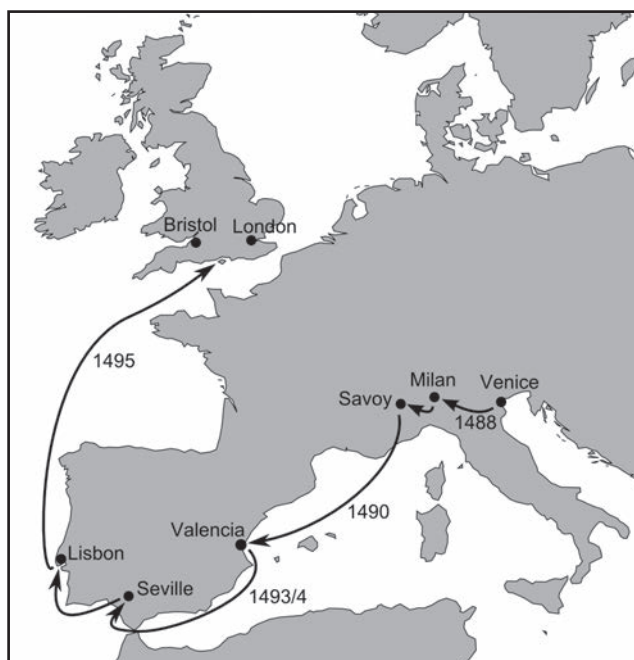 Bristol
London
1495
Milan
Venice
Savoy
1488
1490
Valencia
Lisbon
Seville
1493/4